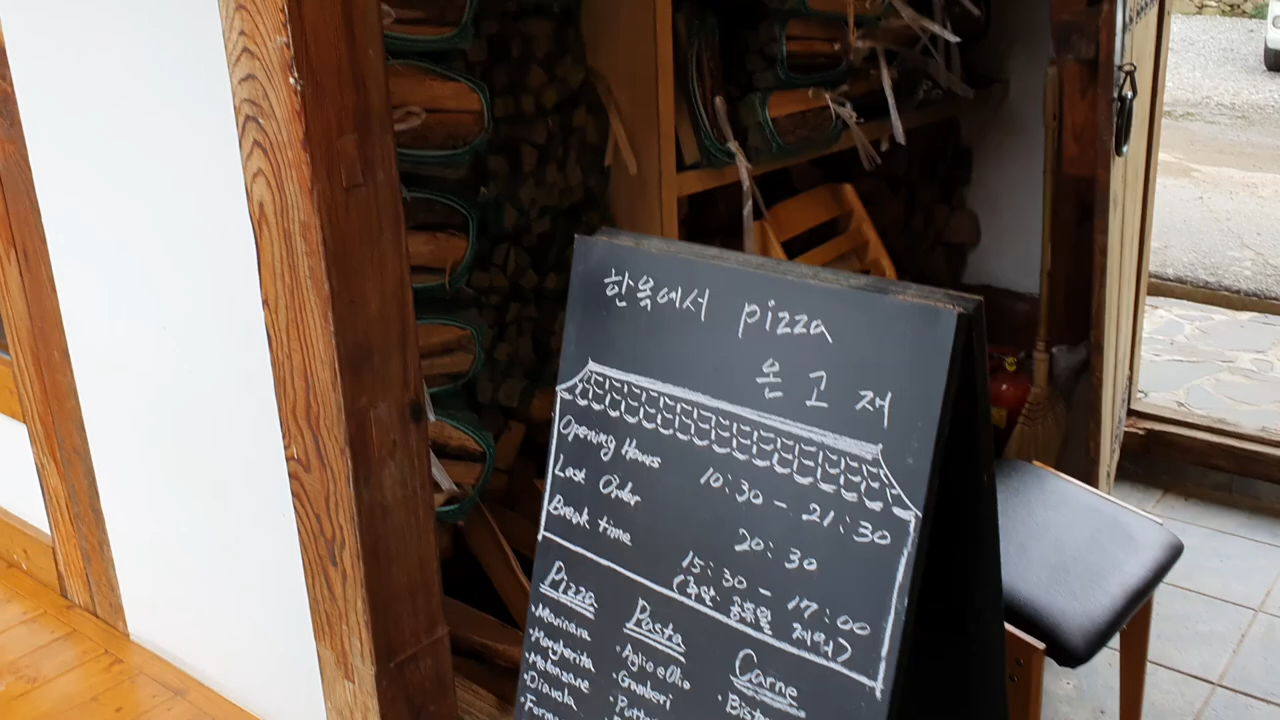 한옥에서 pizza
온고재
Opening Hours 10:30 - 21:30
Last Order 20:30
Break time 15:30 - 17:00
(주말·공휴일 제외)
Pizza
· Marinara
· Margherita
· Melanzane
· Diavola
Pasta
· Aglio e Olio
· Gamberi
Carne